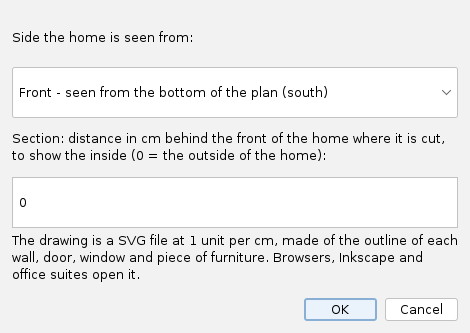 Side the home is seen from:
Front - seen from the bottom of the plan (south)
Section: distance in cm behind the front of the home where it is cut,
to show the inside (0 = the outside of the home):
0
The drawing is a SVG file at 1 unit per cm, made of the outline of each
wall, door, window and piece of furniture. Browsers, Inkscape and
office suites open it.
OK
Cancel